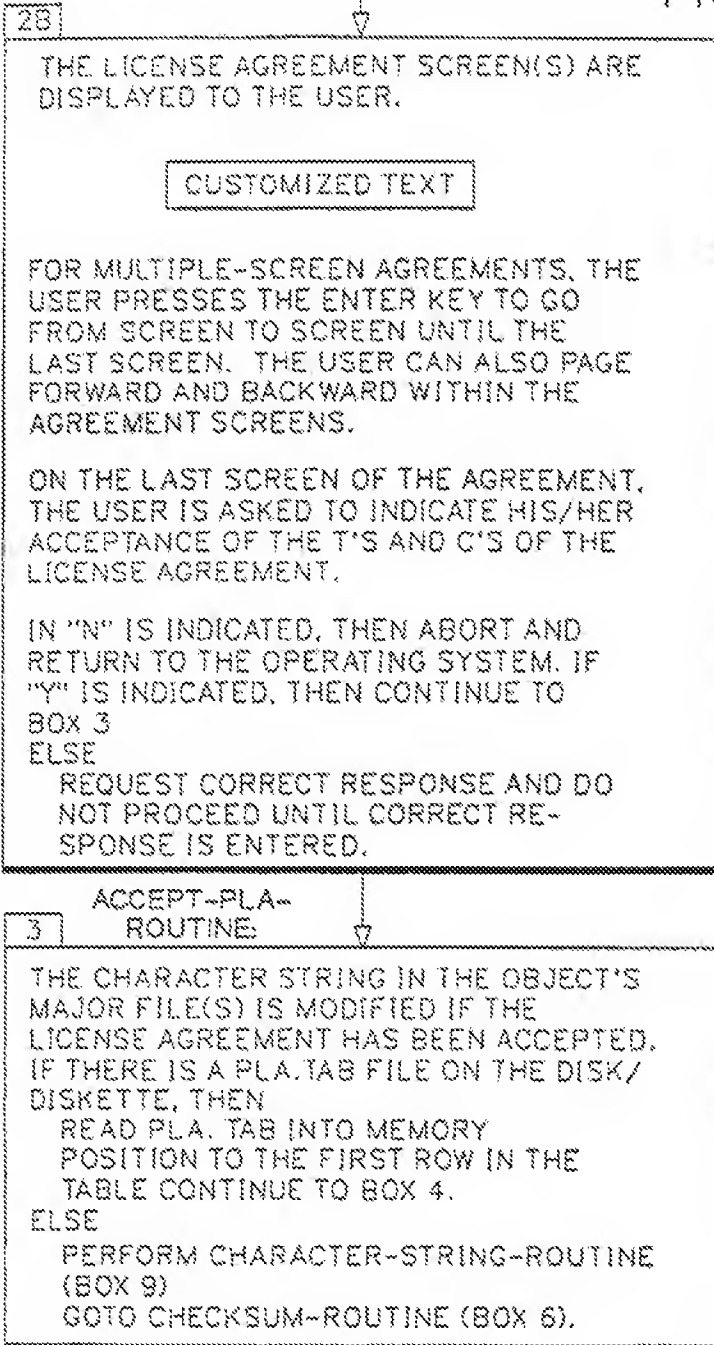 2B
THE LICENSE AGREEMENT SCREEN(S) ARE
DISPLAYED TO THE USER.
CUSTOMIZED TEXT
FOR MULTIPLE-SCREEN AGREEMENTS, THE
USER PRESSES THE ENTER KEY TO GO
FROM SCREEN TO SCREEN UNTIL THE
LAST SCREEN. THE USER CAN ALSO PAGE
FORWARD AND BACKWARD WITHIN THE
AGREEMENT SCREENS.
ON THE LAST SCREEN OF THE AGREEMENT,
THE USER IS ASKED TO INDICATE HIS/HER
ACCEPTANCE OF THE T'S AND C'S OF THE
LICENSE AGREEMENT.
IN "N" IS INDICATED, THEN ABORT AND
RETURN TO THE OPERATING SYSTEM. IF
"Y" IS INDICATED, THEN CONTINUE TO
BOX 3
ELSE
REQUEST CORRECT RESPONSE AND DO
NOT PROCEED UNTIL CORRECT RE-
SPONSE IS ENTERED.
ACCEPT-PLA-
ROUTINE:
3
THE CHARACTER STRING IN THE OBJECT'S
MAJOR FILE(S) IS MODIFIED IF THE
LICENSE AGREEMENT HAS BEEN ACCEPTED.
IF THERE IS A PLA.TAB FILE ON THE DISK/
DISKETTE, THEN
READ PLA. TAB INTO MEMORY
POSITION TO THE FIRST ROW IN THE
TABLE CONTINUE TO BOX 4.
ELSE
PERFORM CHARACTER-STRING-ROUTINE
(BOX 9)
GOTO CHECKSUM-ROUTINE (BOX 6).